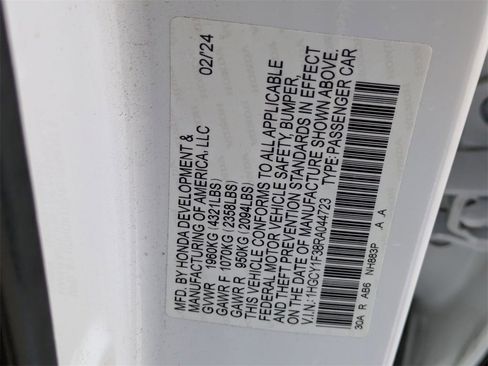 MFD. BY HONDA DEVELOPMENT & 02/24
MANUFACTURING OF AMERICA, LLC
GVWR 1960KG (4321LBS)
GAWR F 1070KG (2358LBS)
GAWR R 950KG (2094LBS)
THIS VEHICLE CONFORMS TO ALL APPLICABLE
FEDERAL MOTOR VEHICLE SAFETY, BUMPER,
AND THEFT PREVENTION STANDARDS IN EFFECT
ON THE DATE OF MANUFACTURE SHOWN ABOVE.
V.I.N: 1HGCY1F38RA044723 TYPE: PASSENGER CAR
30A R AB6 NH883P A A